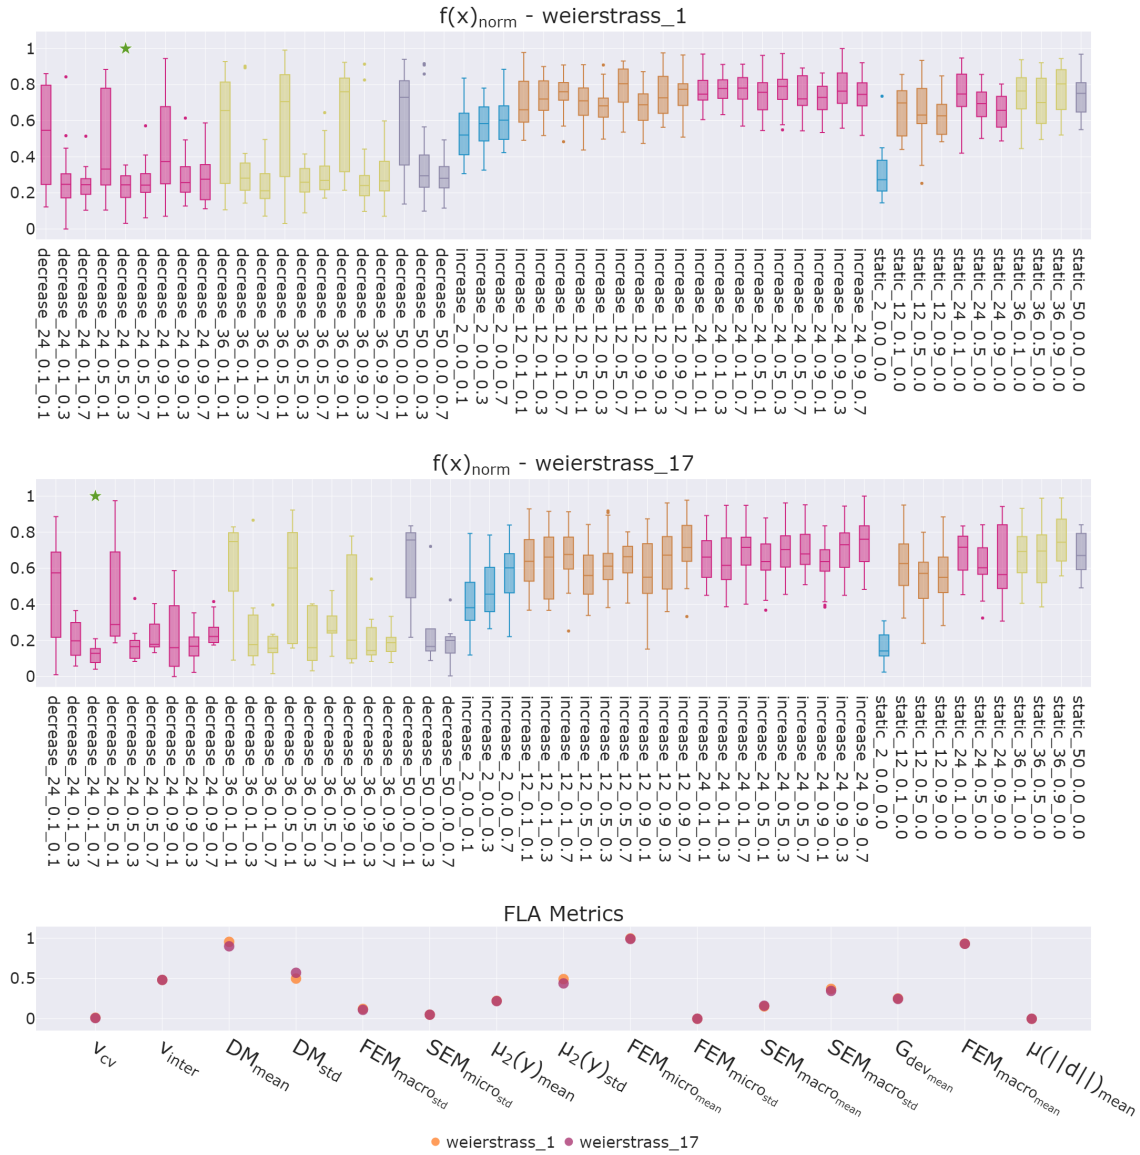 f(x)norm - weierstrass_1
1
0.8
0.6
0.4
0.2
0
decrease_24_0.1_0.1
decrease_24_0.1_0.3
decrease_24_0.1_0.7
decrease_24_0.5_0.1
decrease_24_0.5_0.3
decrease_24_0.5_0.7
decrease_24_0.9_0.1
decrease_24_0.9_0.3
decrease_24_0.9_0.7
decrease_36_0.1_0.1
decrease_36_0.1_0.3
decrease_36_0.1_0.7
decrease_36_0.5_0.1
decrease_36_0.5_0.3
decrease_36_0.5_0.7
decrease_36_0.9_0.1
decrease_36_0.9_0.3
decrease_36_0.9_0.7
decrease_50_0.0_0.1
decrease_50_0.0_0.3
decrease_50_0.0_0.7
increase_2_0.0_0.1
increase_2_0.0_0.3
increase_2_0.0_0.7
increase_12_0.1_0.1
increase_12_0.1_0.3
increase_12_0.1_0.7
increase_12_0.5_0.1
increase_12_0.5_0.3
increase_12_0.5_0.7
increase_12_0.9_0.1
increase_12_0.9_0.3
increase_12_0.9_0.7
increase_24_0.1_0.1
increase_24_0.1_0.3
increase_24_0.1_0.7
increase_24_0.5_0.1
increase_24_0.5_0.3
increase_24_0.5_0.7
increase_24_0.9_0.1
increase_24_0.9_0.3
increase_24_0.9_0.7
static_2_0.0_0.0
static_12_0.1_0.0
static_12_0.5_0.0
static_12_0.9_0.0
static_24_0.1_0.0
static_24_0.5_0.0
static_24_0.9_0.0
static_36_0.1_0.0
static_36_0.5_0.0
static_36_0.9_0.0
static_50_0.0_0.0
f(x)norm - weierstrass_17
1
0.8
0.6
0.4
0.2
0
decrease_24_0.1_0.1
decrease_24_0.1_0.3
decrease_24_0.1_0.7
decrease_24_0.5_0.1
decrease_24_0.5_0.3
decrease_24_0.5_0.7
decrease_24_0.9_0.1
decrease_24_0.9_0.3
decrease_24_0.9_0.7
decrease_36_0.1_0.1
decrease_36_0.1_0.3
decrease_36_0.1_0.7
decrease_36_0.5_0.1
decrease_36_0.5_0.3
decrease_36_0.5_0.7
decrease_36_0.9_0.1
decrease_36_0.9_0.3
decrease_36_0.9_0.7
decrease_50_0.0_0.1
decrease_50_0.0_0.3
decrease_50_0.0_0.7
increase_2_0.0_0.1
increase_2_0.0_0.3
increase_2_0.0_0.7
increase_12_0.1_0.1
increase_12_0.1_0.3
increase_12_0.1_0.7
increase_12_0.5_0.1
increase_12_0.5_0.3
increase_12_0.5_0.7
increase_12_0.9_0.1
increase_12_0.9_0.3
increase_12_0.9_0.7
increase_24_0.1_0.1
increase_24_0.1_0.3
increase_24_0.1_0.7
increase_24_0.5_0.1
increase_24_0.5_0.3
increase_24_0.5_0.7
increase_24_0.9_0.1
increase_24_0.9_0.3
increase_24_0.9_0.7
static_2_0.0_0.0
static_12_0.1_0.0
static_12_0.5_0.0
static_12_0.9_0.0
static_24_0.1_0.0
static_24_0.5_0.0
static_24_0.9_0.0
static_36_0.1_0.0
static_36_0.5_0.0
static_36_0.9_0.0
static_50_0.0_0.0
FLA Metrics
1
0.5
0
vcv
vinter
DMmean
DMstd
FEMmacrostd
SEMmicrostd
μ2(y)mean
μ2(y)std
FEMmicromean
FEMmicrostd
SEMmacromean
SEMmacrostd
Gdevmean
FEMmacromean
μ(||d||)mean
weierstrass_1
weierstrass_17